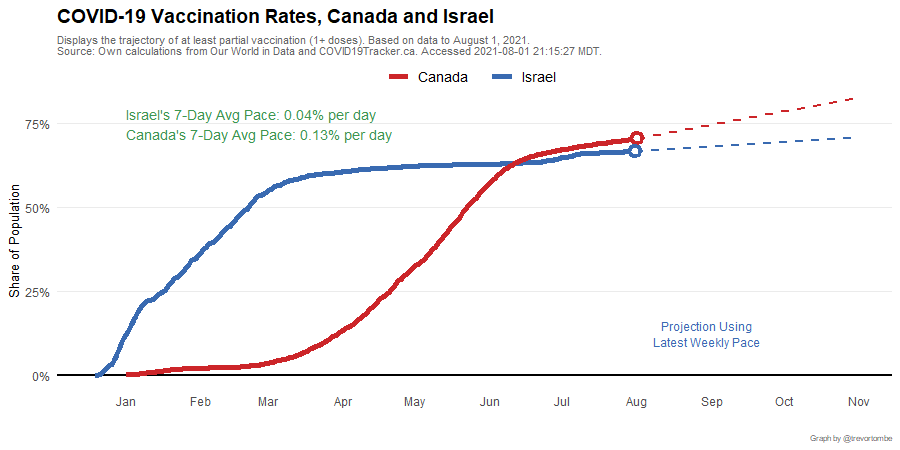 COVID-19 Vaccination Rates, Canada and Israel
Displays the trajectory of at least partial vaccination (1+ doses). Based on data to August 1, 2021.
Source: Own calculations from Our World in Data and COVID19Tracker.ca. Accessed 2021-08-01 21:15:27 MDT.
Canada Israel
Israel's 7-Day Avg Pace: 0.04% per day
Canada's 7-Day Avg Pace: 0.13% per day
75%
50%
25%
0%
Share of Population
Projection Using
Latest Weekly Pace
Jan Feb Mar Apr May Jun Jul Aug Sep Oct Nov
Graph by @trevortombe